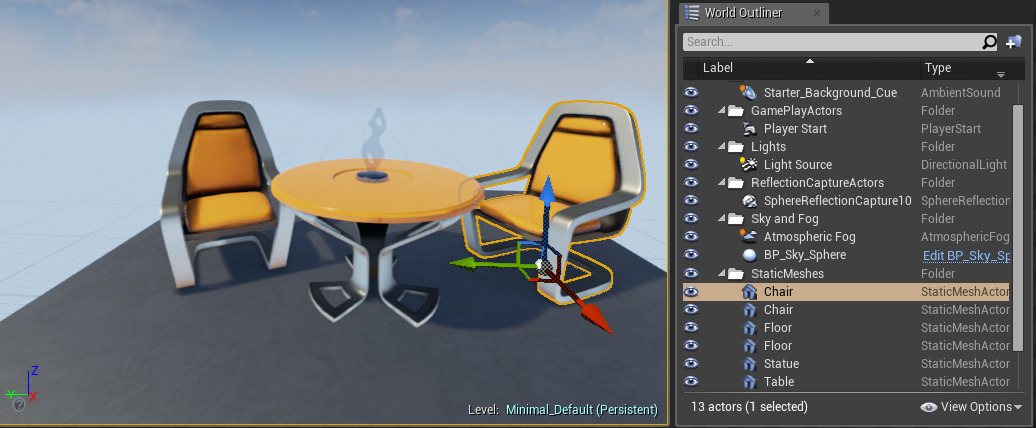 World Outliner
Search...
Label Type
Starter_Background_Cue AmbientSound
GamePlayActors Folder
Player Start PlayerStart
Lights Folder
Light Source DirectionalLight
ReflectionCaptureActors Folder
SphereReflectionCapture10 SphereReflection
Sky and Fog Folder
Atmospheric Fog AtmosphericFog
BP_Sky_Sphere Edit BP_Sky_Sp
StaticMeshes Folder
Chair StaticMeshActor
Chair StaticMeshActor
Floor StaticMeshActor
Floor StaticMeshActor
Statue StaticMeshActor
Table StaticMeshActor
13 actors (1 selected) View Options
Z
Y X
?
Level: Minimal_Default (Persistent)